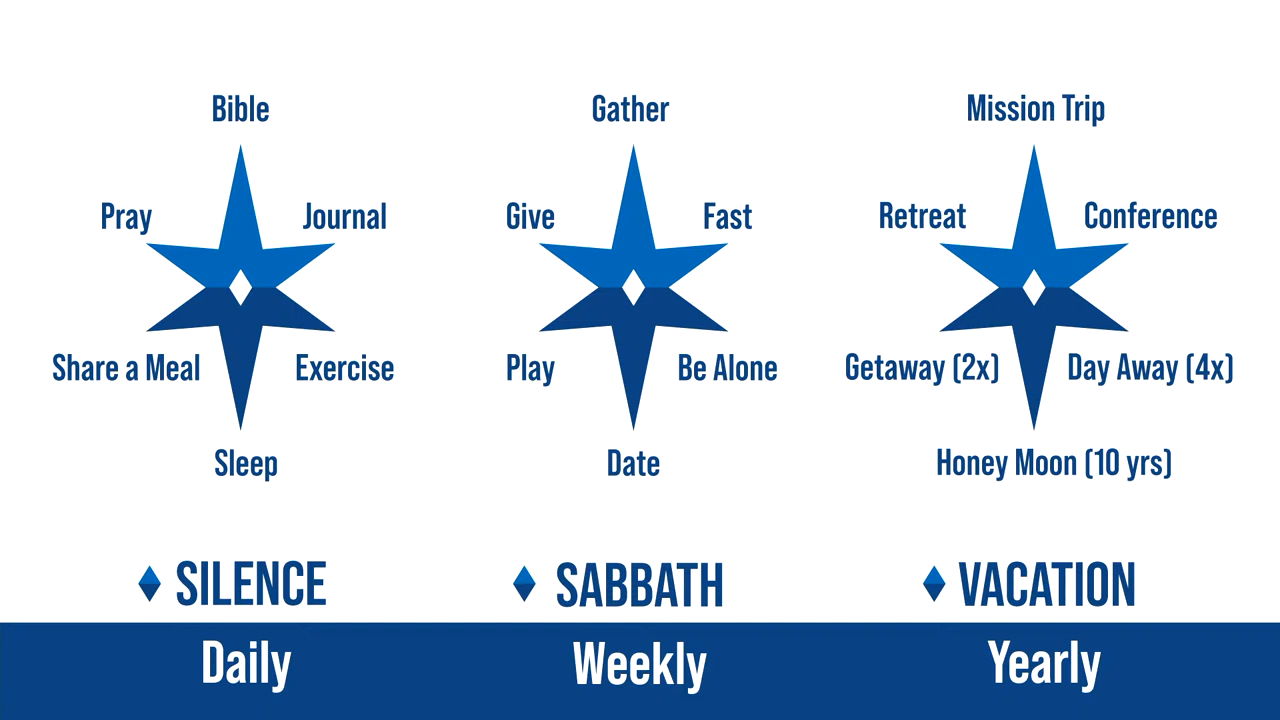 Bible
Pray
Journal
Share a Meal
Exercise
Sleep
SILENCE
Daily
Gather
Give
Fast
Play
Be Alone
Date
SABBATH
Weekly
Mission Trip
Retreat
Conference
Getaway (2x)
Day Away (4x)
Honey Moon (10 yrs)
VACATION
Yearly